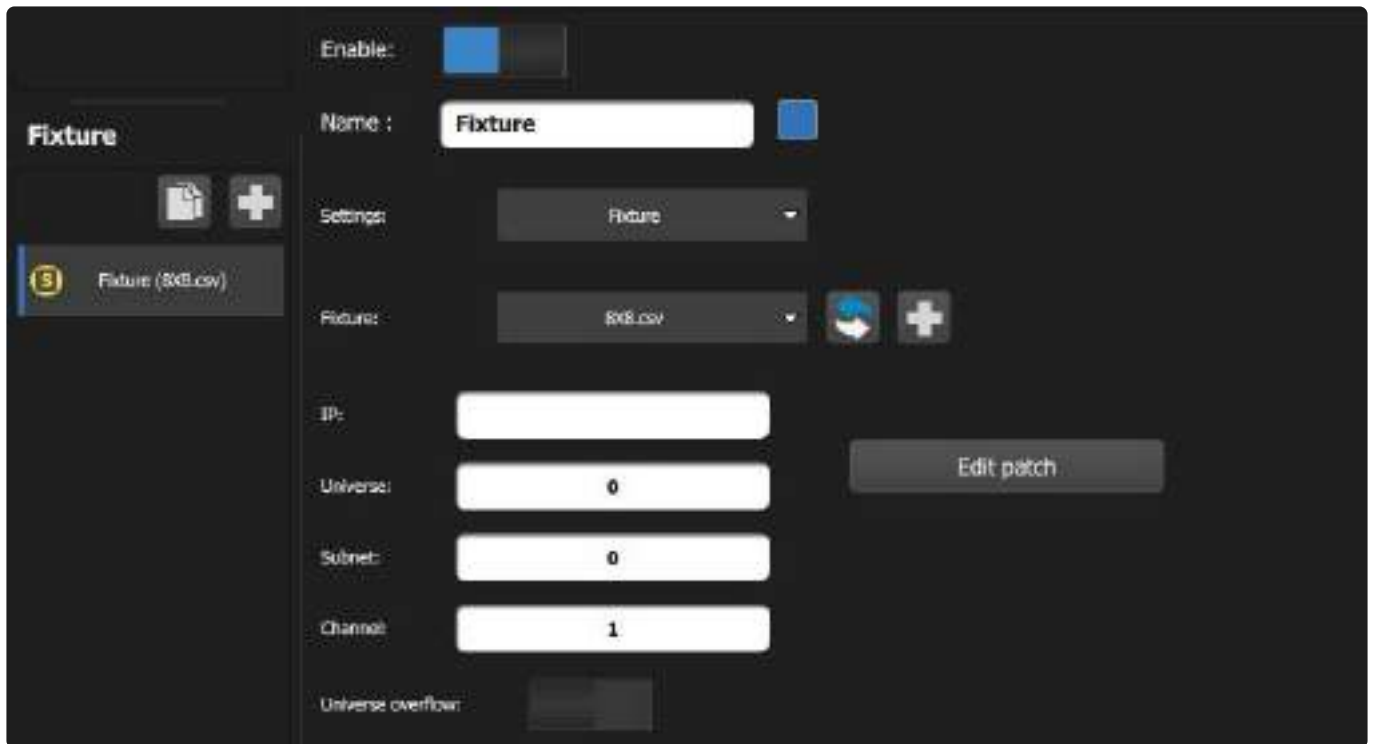 Enable:
Fixture
Name :
Fixture
Settings:
Fixture
S
Fixture (8X8.csv)
Fixture:
8X8.csv
IP:
Universe:
0
Edit patch
Subnet:
0
Channel:
1
Universe overflow: